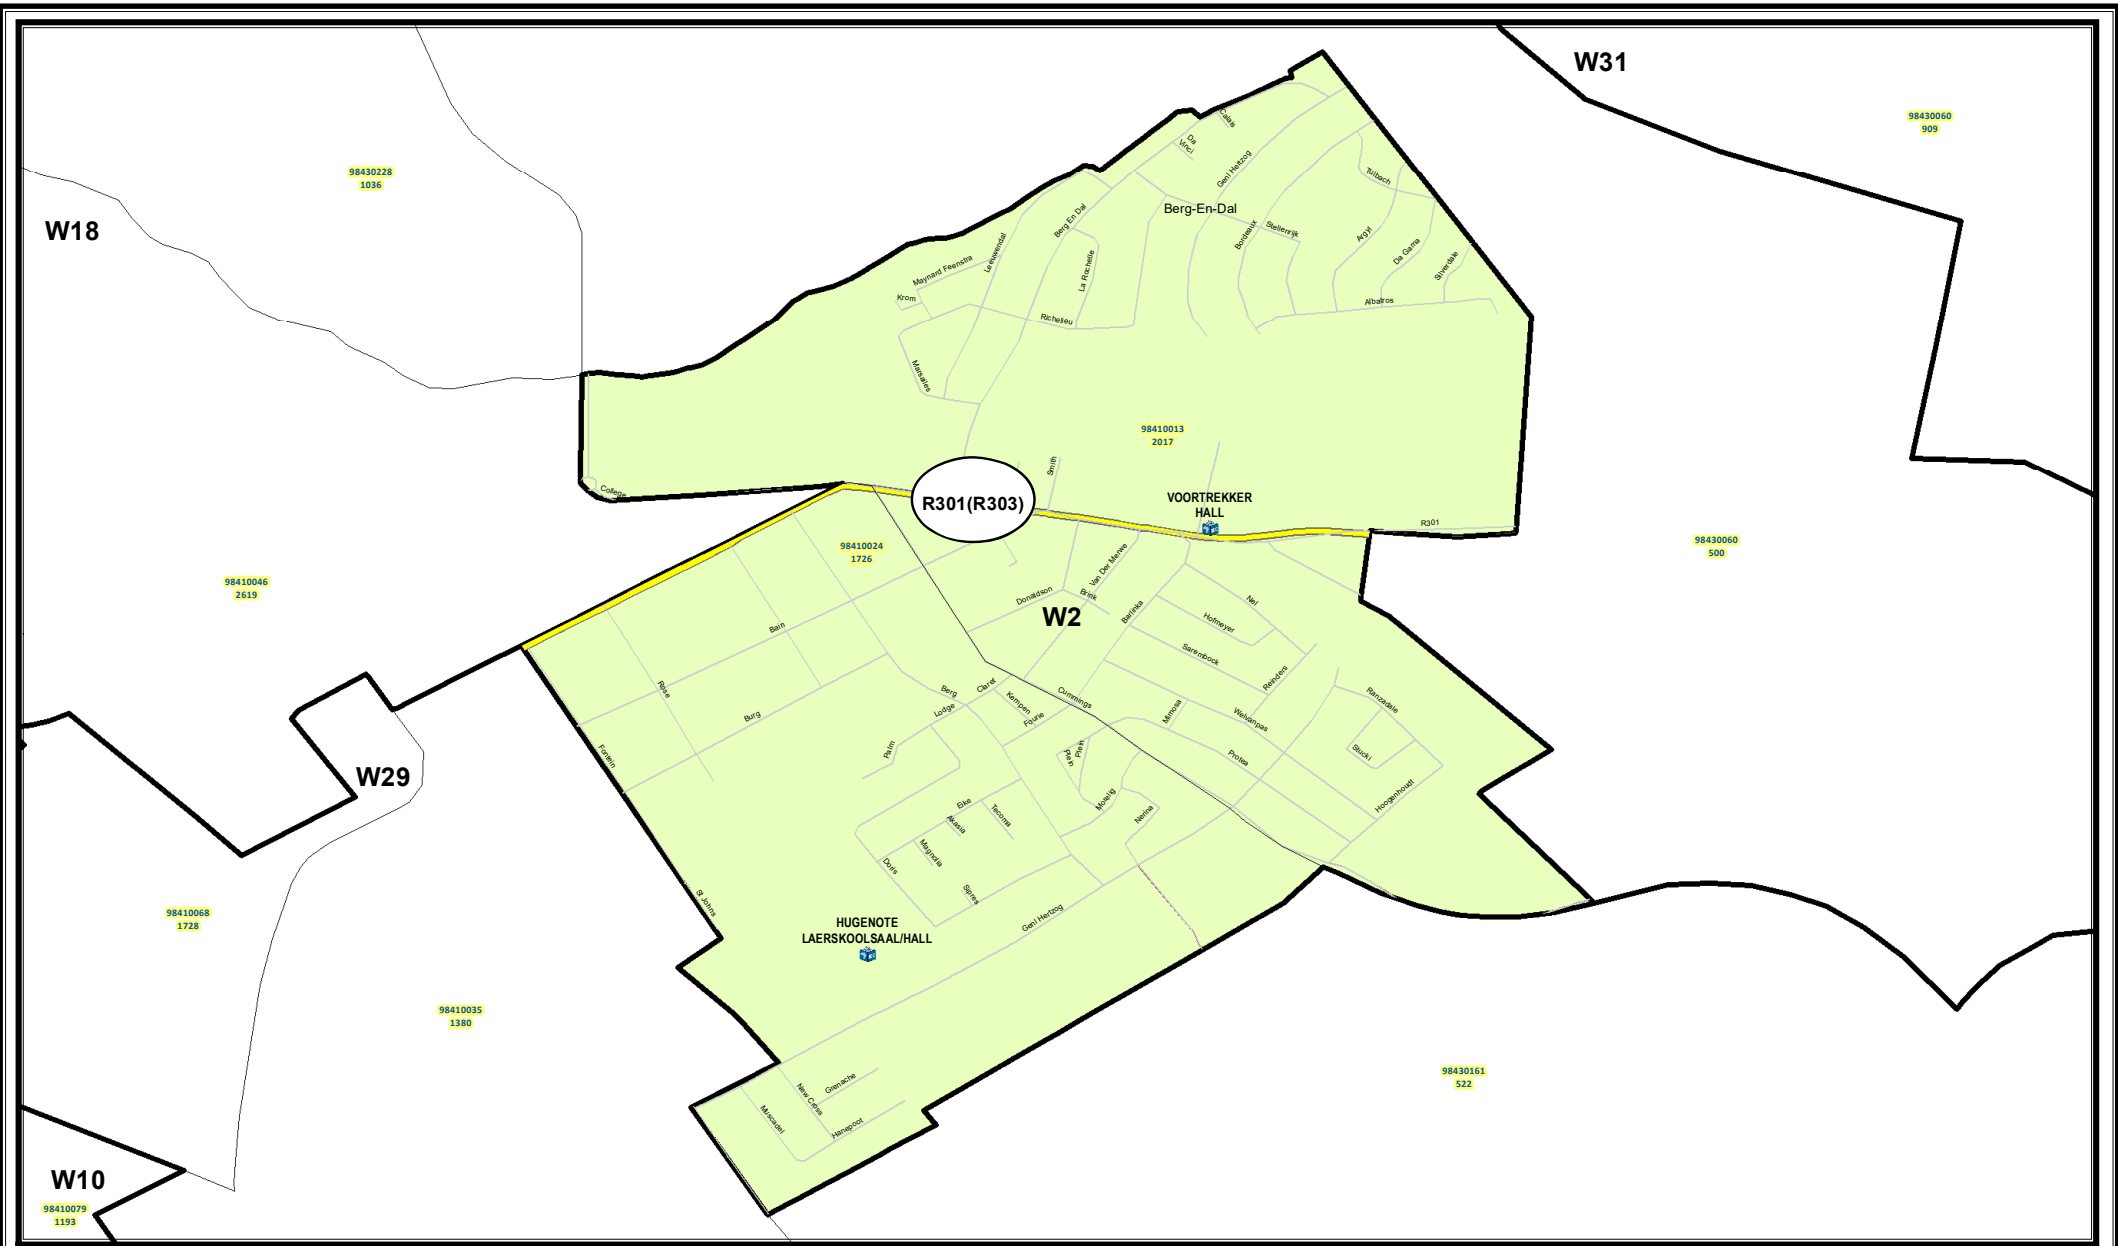 W31
98430060
909
Calais
Da
Vinci
Genl Hertzog
98430228
1036
Tulbach
Berg-En-Dal
Berg En Dal
W18
Bordeaux
Stellenrijk
Argyl
Da Gama
Leeuwendal
Silverdale
Maynard Feenstra
La Rochelle
Krom
Albatros
Richelieu
Marsailles
98410013
2017
Smith
College
R301(R303)
VOORTREKKER
HALL
R301
98410024
1726
98430060
500
Van Der Merwe
98410046
2619
Donaldson
Brink
Nel
Barlinka
W2
Hofmeyer
Bain
Sarembock
Reinders
Rose
Claret
Berg
Kempen
Cummings
Ranzadale
Lodge
Burg
Fourie
Mimosa
Welvanpas
Palm
Plein
Plein
Stucki
Fontein
Protea
W29
Eike
Tecoma
Moreljg
Nerina
Hoogenhoudt
Akasia
Magnolia
Doris
Sipres
St Johns
98410068
1728
HUGENOTE
LAERSKOOLSAAL/HALL
Genl Hertzog
98410035
1380
98430161
522
Grenache
New Cross
Muscadel
Hanepoot
W10
98410079
1193